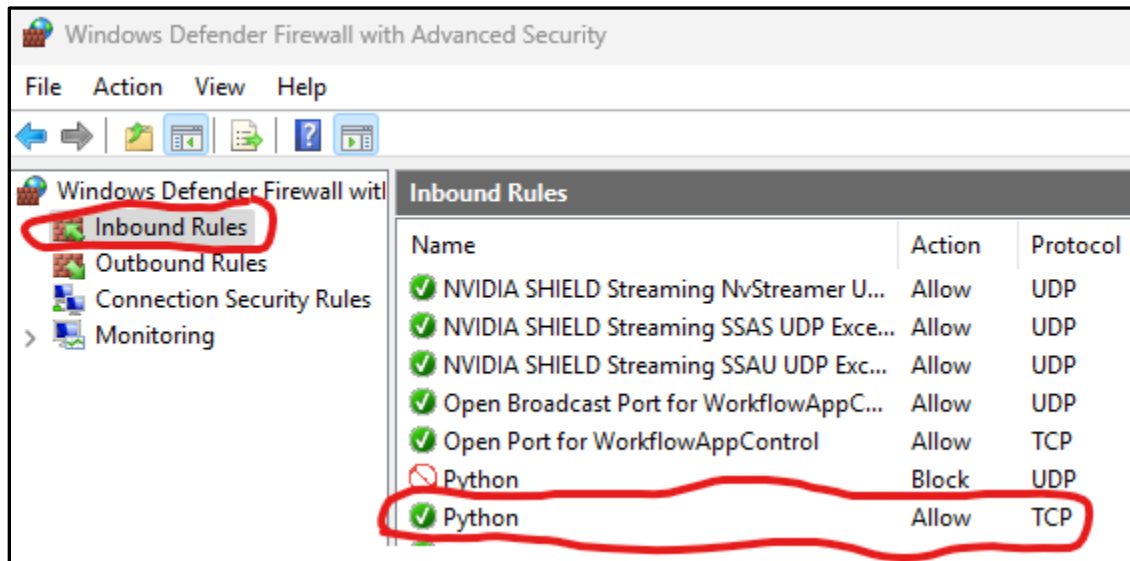 Windows Defender Firewall with Advanced Security
File Action View Help
Windows Defender Firewall witl
Inbound Rules
Outbound Rules
Connection Security Rules
Monitoring
Inbound Rules
Name Action Protocol
NVIDIA SHIELD Streaming NvStreamer U... Allow UDP
NVIDIA SHIELD Streaming SSAS UDP Exce... Allow UDP
NVIDIA SHIELD Streaming SSAU UDP Exc... Allow UDP
Open Broadcast Port for WorkflowAppC... Allow UDP
Open Port for WorkflowAppControl Allow TCP
Python Block UDP
Python Allow TCP